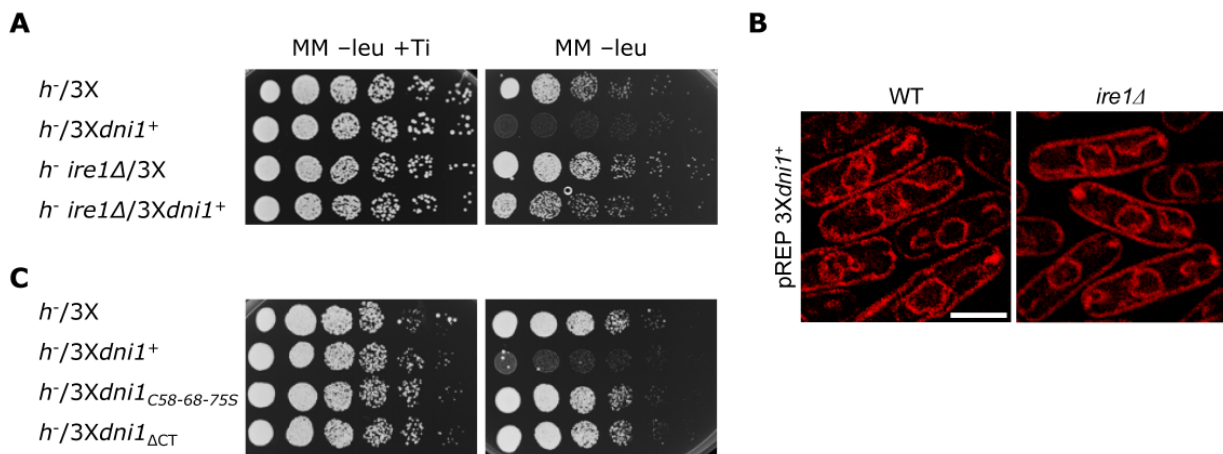 A
MM –leu +Ti
MM –leu
h⁻/3X
h⁻/3Xdni1⁺
h⁻ ire1Δ/3X
h⁻ ire1Δ/3Xdni1⁺
B
WT
ire1Δ
pREP 3Xdni1⁺
C
h⁻/3X
h⁻/3Xdni1⁺
h⁻/3Xdni1C58-68-75S
h⁻/3Xdni1ΔCT